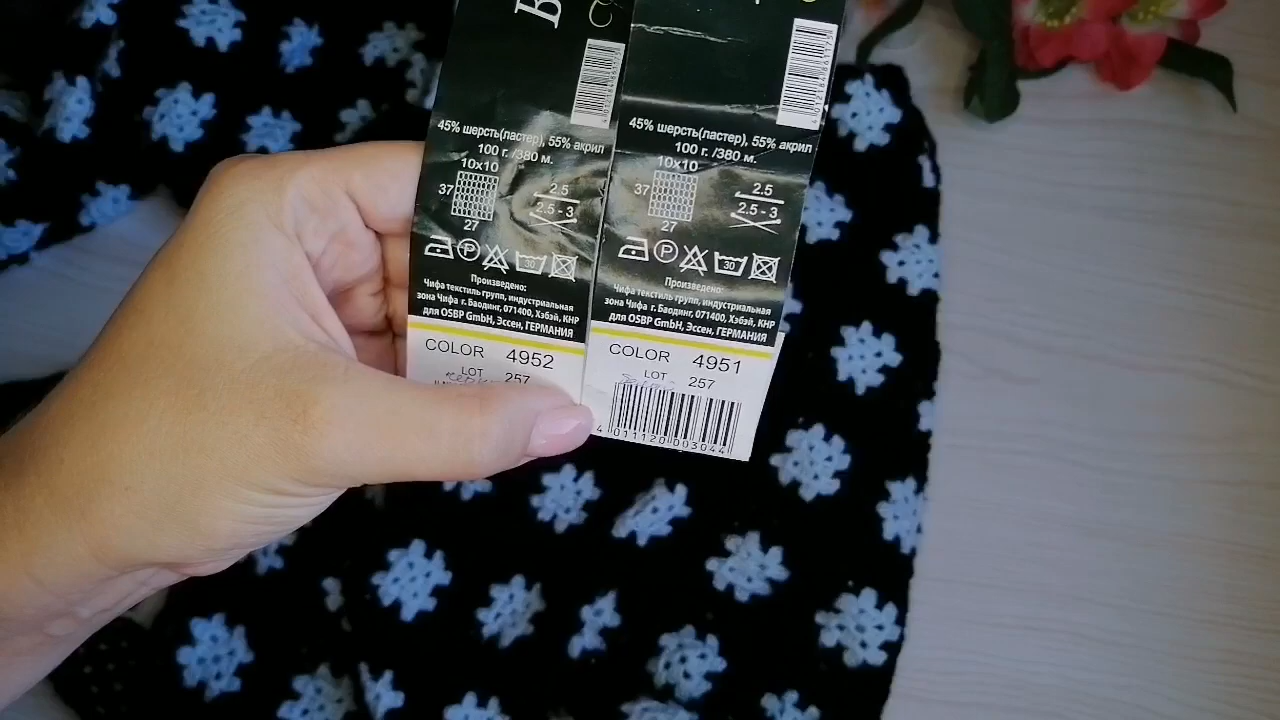 45% шерсть(ластер), 55% акрил
100 г. /380 м.
10x10
37
27
2.5
2.5 - 3
P
30
Произведено:
Чифа текстиль групп, индустриальная
зона Чифа г. Баодинг, 071400, Хэбэй, КНР
для OSBP GmbH, Эссен, ГЕРМАНИЯ
COLOR 4952
LOT 257
45% шерсть(ластер), 55% акрил
100 г. /380 м.
10x10
37
27
2.5
2.5 - 3
P
30
Произведено:
Чифа текстиль групп, индустриальная
зона Чифа г. Баодинг, 071400, Хэбэй, КНР
для OSBP GmbH, Эссен, ГЕРМАНИЯ
COLOR 4951
LOT 257
4 011120 003044